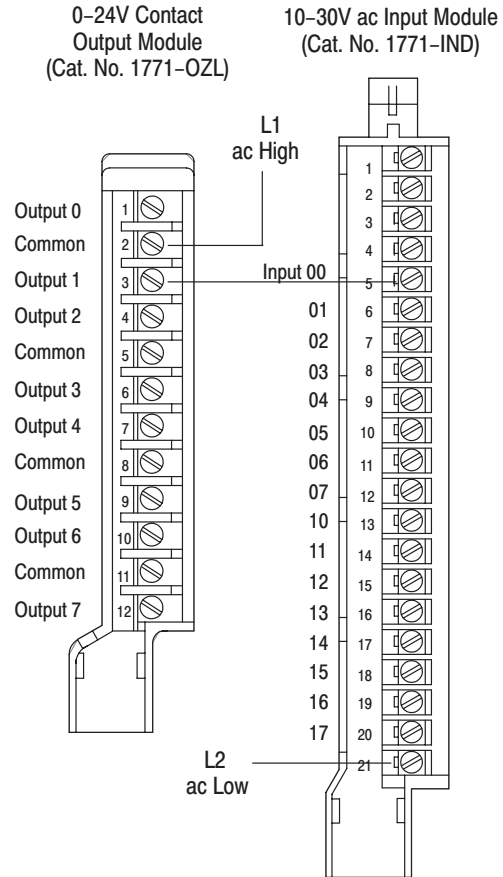 0–24V Contact
Output Module
(Cat. No. 1771–OZL)
10–30V ac Input Module
(Cat. No. 1771–IND)
L1
ac High
Output 0
Common
Output 1
Output 2
Common
Output 3
Output 4
Common
Output 5
Output 6
Common
Output 7
1
2
3
4
5
6
7
8
9
10
11
12
Input 00
01
02
03
04
05
06
07
10
11
12
13
14
15
16
17
1
2
3
4
5
6
7
8
9
10
11
12
13
14
15
16
17
18
19
20
21
L2
ac Low